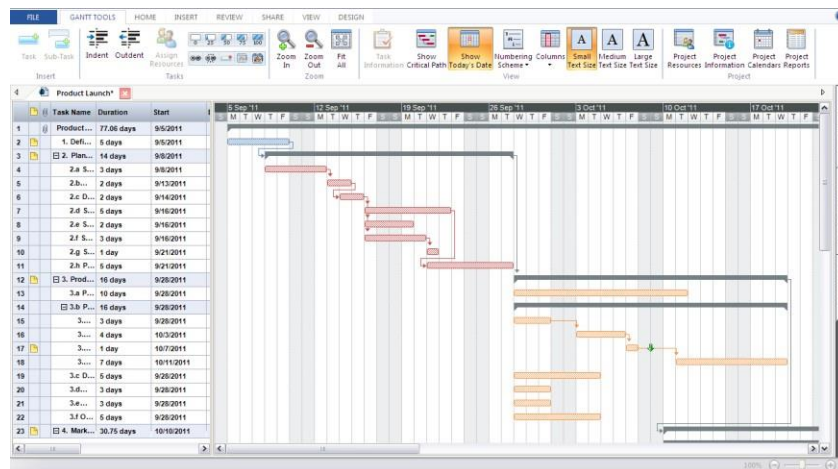 FILE GANTT TOOLS HOME INSERT REVIEW SHARE VIEW DESIGN
Task Sub-Task Indent Outdent Assign Resources 0 25 50 75 100 Zoom In Zoom Out Fit All Task Information Show Critical Path Show Today's Date Numbering Scheme Columns Small Text Size Medium Text Size Large Text Size Project Resources Project Information Project Calendars Project Reports
Insert Tasks Zoom View Project
Product Launch*
Task Name Duration Start 5 Sep '11 12 Sep '11 19 Sep '11 26 Sep '11 3 Oct '11 10 Oct '11 17 Oct '11
S M T W T F S S M T W T F S S M T W T F S S M T W T F S S M T W T F S S M T W T F S S M T W T F
1 Product... 77.06 days 9/5/2011
2 1. Defi... 5 days 9/5/2011
3 2. Plan... 14 days 9/8/2011
4 2.a S... 3 days 9/8/2011
5 2.b... 2 days 9/13/2011
6 2.c D... 2 days 9/14/2011
7 2.d S... 5 days 9/16/2011
8 2.e S... 2 days 9/16/2011
9 2.f S... 3 days 9/16/2011
10 2.g S... 1 day 9/21/2011
11 2.h P... 5 days 9/21/2011
12 3. Prod... 16 days 9/28/2011
13 3.a P... 10 days 9/28/2011
14 3.b P... 16 days 9/28/2011
15 3.... 3 days 9/28/2011
16 3.... 4 days 10/3/2011
17 3.... 1 day 10/7/2011
18 3.... 7 days 10/11/2011
19 3.c D... 5 days 9/28/2011
20 3.d... 3 days 9/28/2011
21 3.e... 3 days 9/28/2011
22 3.f O... 5 days 9/28/2011
23 4. Mark... 30.75 days 10/10/2011
100%